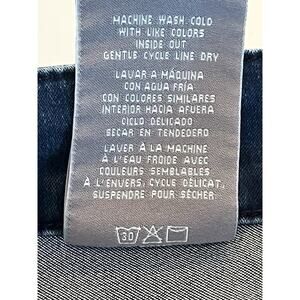 MACHINE WASH COLD
WITH LIKE COLORS
INSIDE OUT
GENTLE CYCLE LINE DRY
LAVAR A MÁQUINA
CON AGUA FRÍA
CON COLORES SIMILARES
INTERIOR HACIA AFUERA
CICLO DELICADO
SECAR EN TENDEDERO
LAVER À LA MACHINE
À L'EAU FROIDE AVEC
COULEURS SEMBLABLES
À L'ENVERS, CYCLE DÉLICAT,
SUSPENDRE POUR SÉCHER.
30